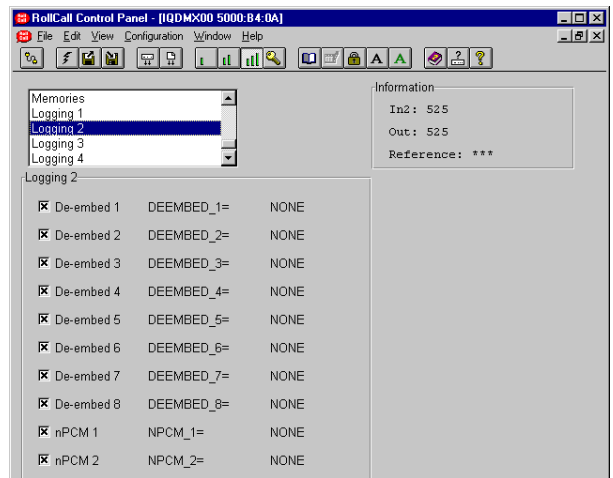 RollCall Control Panel - [IQDMX00 5000:B4:0A]
File Edit View Configuration Window Help
A A
Memories
Logging 1
Logging 2
Logging 3
Logging 4
Information
In2: 525
Out: 525
Reference: ***
Logging 2
De-embed 1 DEEMBED_1= NONE
De-embed 2 DEEMBED_2= NONE
De-embed 3 DEEMBED_3= NONE
De-embed 4 DEEMBED_4= NONE
De-embed 5 DEEMBED_5= NONE
De-embed 6 DEEMBED_6= NONE
De-embed 7 DEEMBED_7= NONE
De-embed 8 DEEMBED_8= NONE
nPCM 1 NPCM_1= NONE
nPCM 2 NPCM_2= NONE